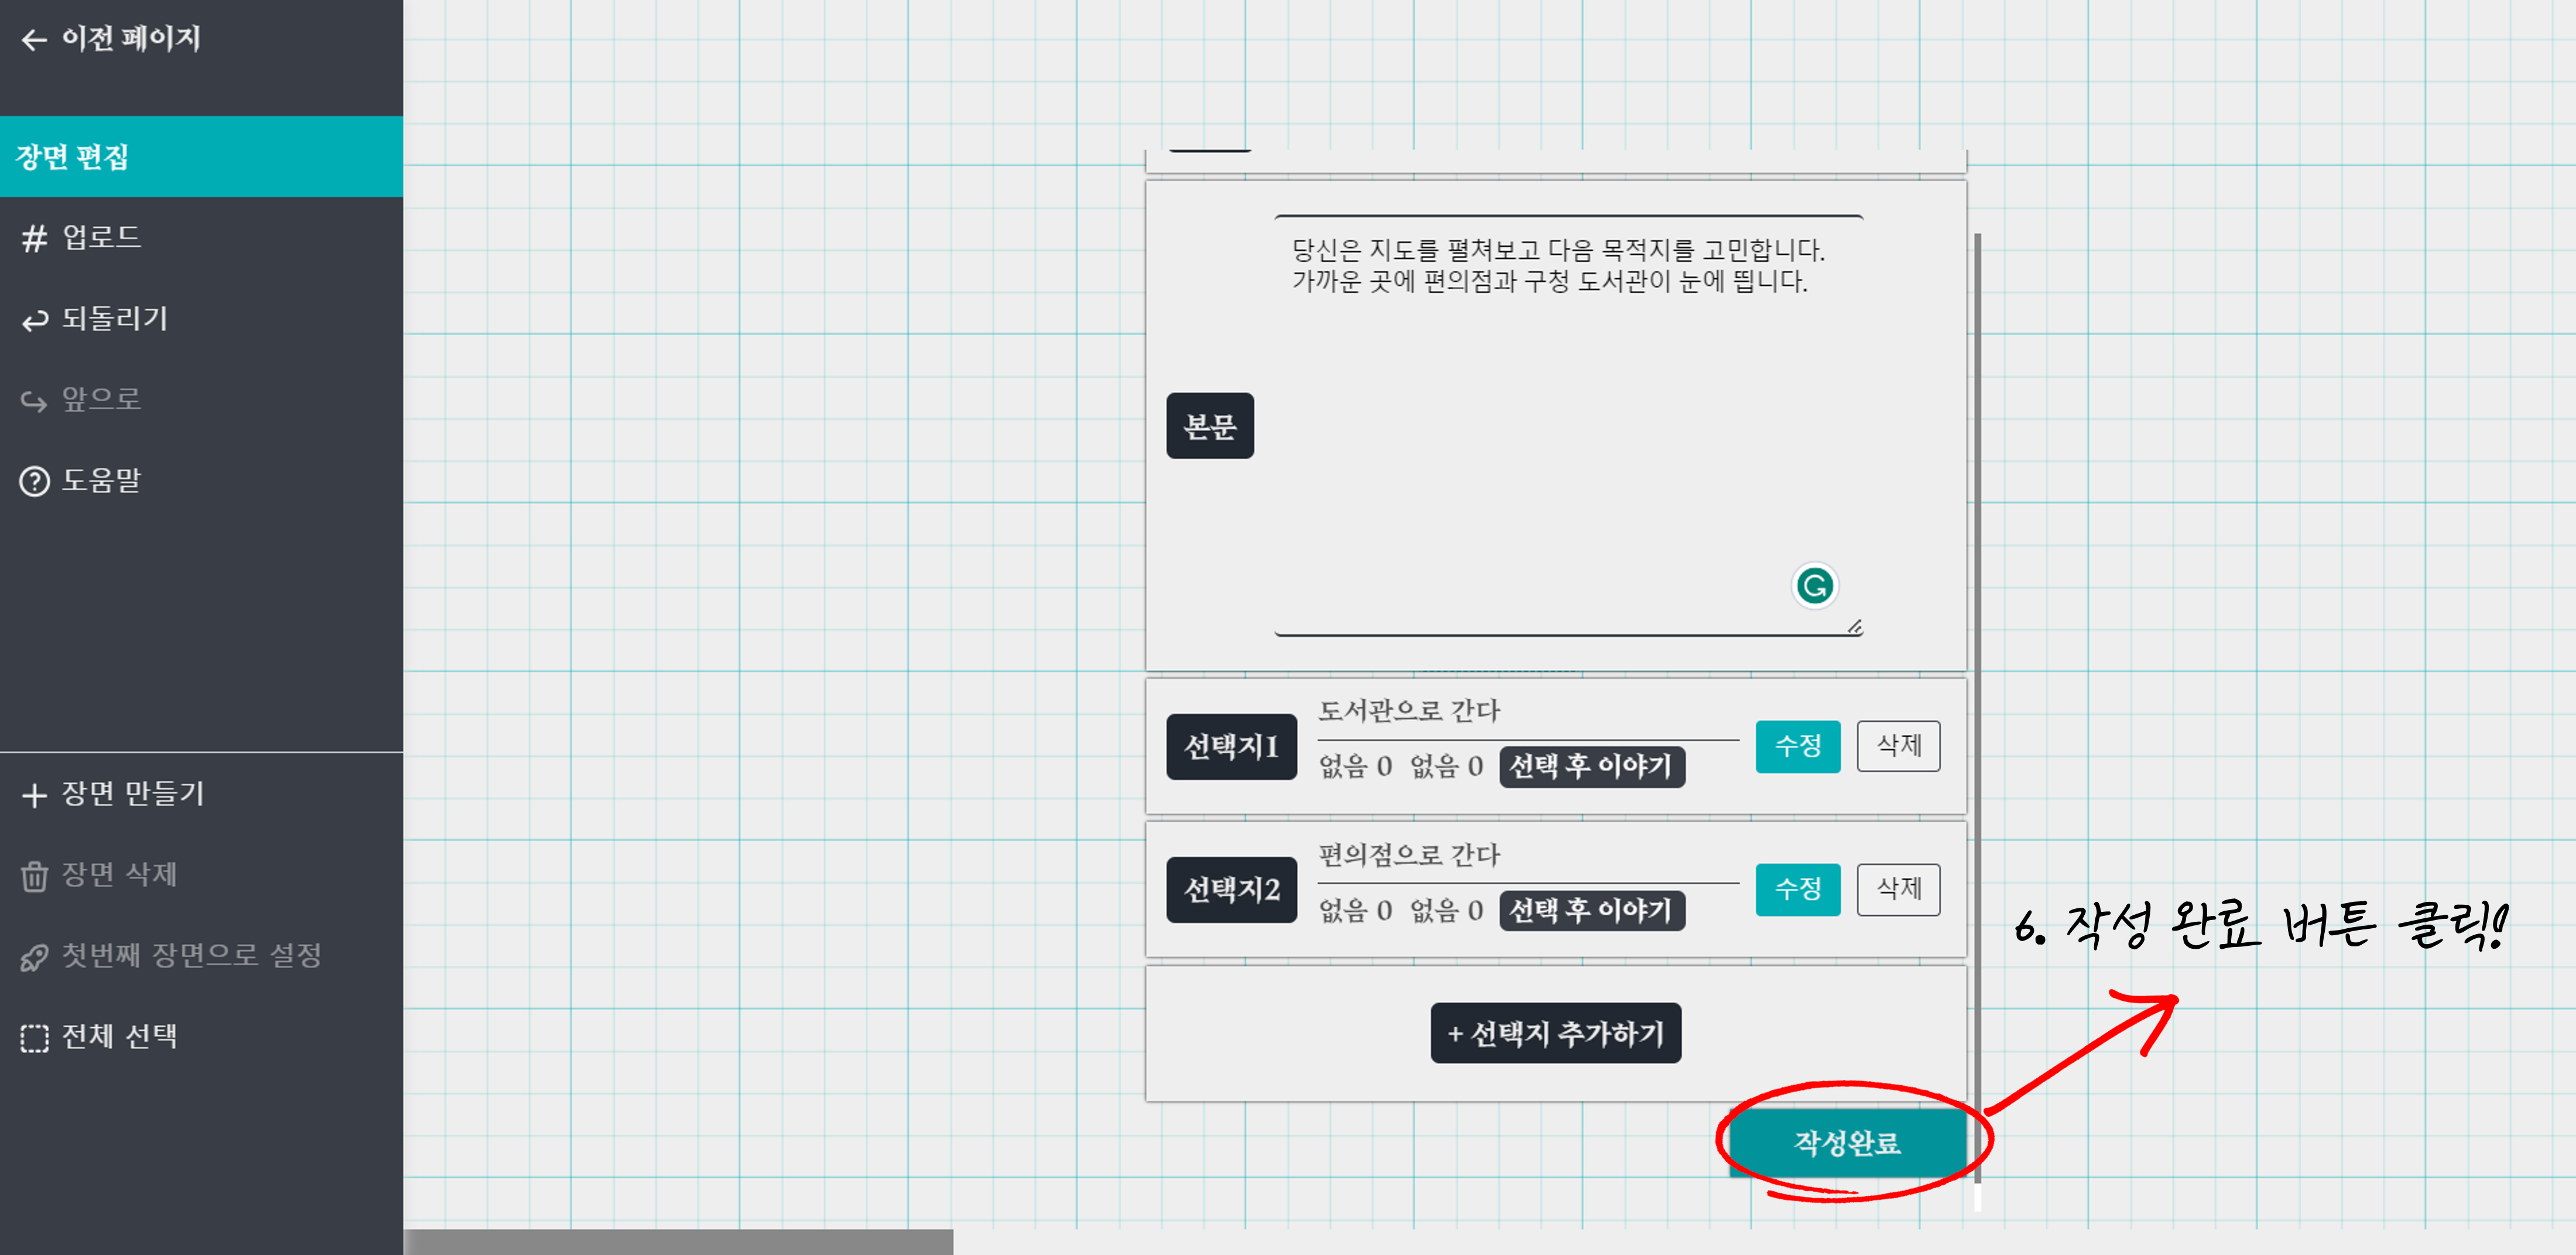 이전 페이지
장면 편집
업로드
되돌리기
앞으로
도움말
장면 만들기
장면 삭제
첫번째 장면으로 설정
전체 선택
당신은 지도를 펼쳐보고 다음 목적지를 고민합니다.
가까운 곳에 편의점과 구청 도서관이 눈에 띕니다.
본문
선택지1
도서관으로 간다
없음 0 없음 0 선택 후 이야기
수정 삭제
선택지2
편의점으로 간다
없음 0 없음 0 선택 후 이야기
수정 삭제
+ 선택지 추가하기
작성완료
6. 작성 완료 버튼 클릭!